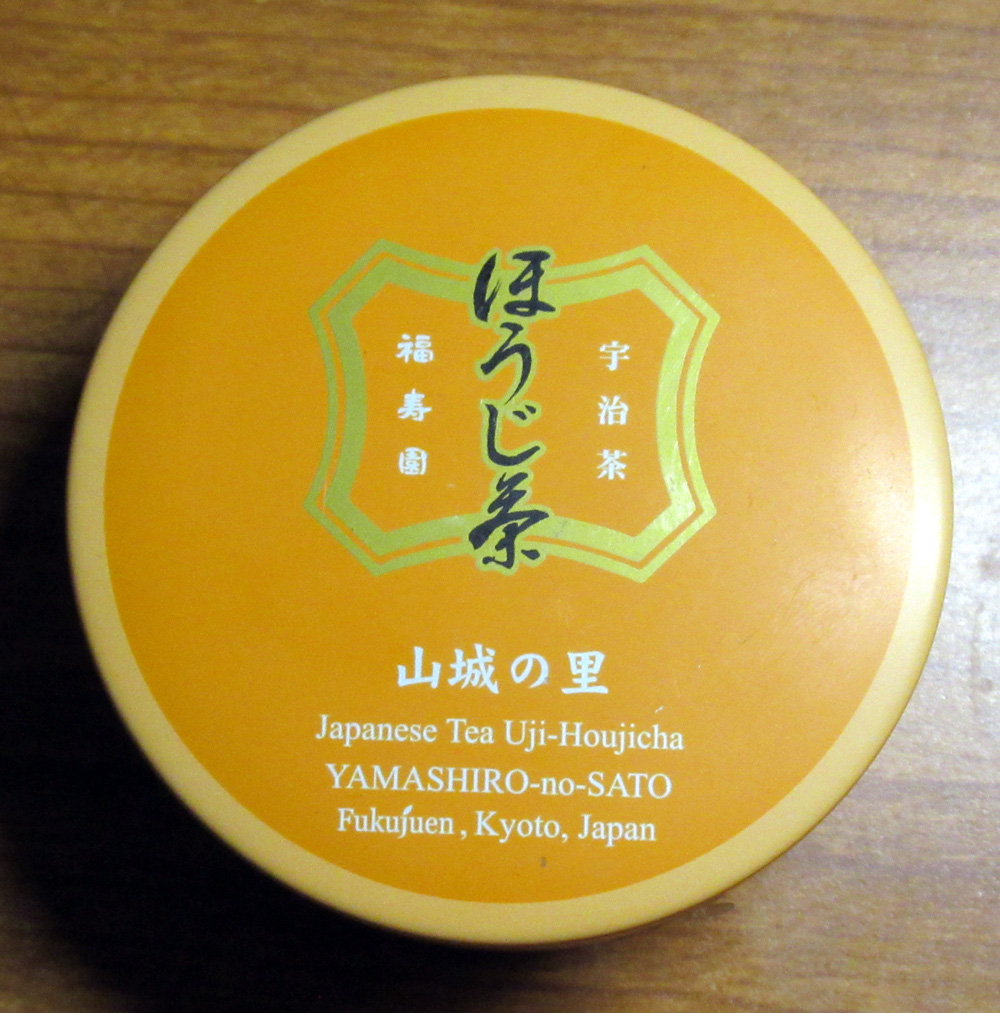 宇治茶
ほうじ茶
福寿園
山城の里
Japanese Tea Uji-Houjicha
YAMASHIRO-no-SATO
Fukujuen, Kyoto, Japan